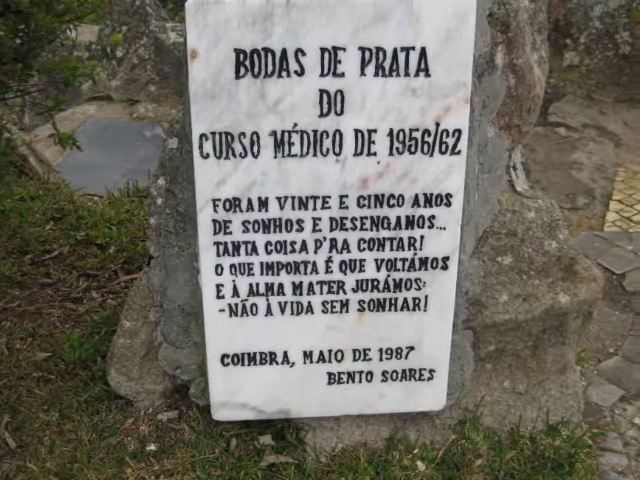 BODAS DE PRATA
DO
CURSO MÉDICO DE 1956/62
FORAM VINTE E CINCO ANOS
DE SONHOS E DESENGANOS...
TANTA COISA P'RA CONTAR!
O QUE IMPORTA É QUE VOLTÁMOS
E À ALMA MATER JURÁMOS:
-NÃO À VIDA SEM SONHAR!
COIMBRA, MAIO DE 1987
BENTO SOARES